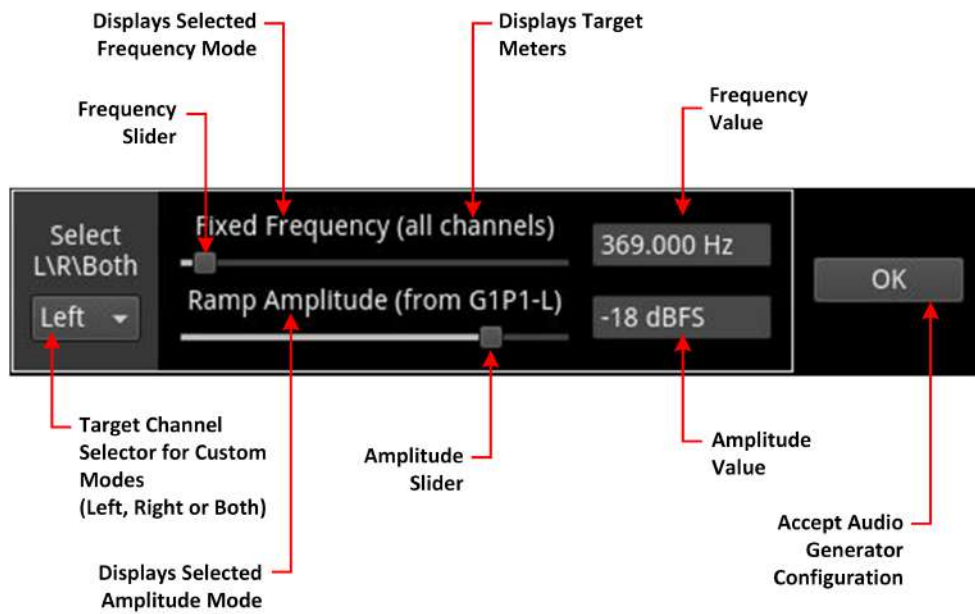 Displays Selected
Frequency Mode
Displays Target
Meters
Frequency
Slider
Frequency
Value
Select
L\R\Both
Left
Fixed Frequency (all channels)
369.000 Hz
Ramp Amplitude (from G1P1-L)
-18 dBFS
OK
Target Channel
Selector for Custom
Modes
(Left, Right or Both)
Amplitude
Slider
Amplitude
Value
Displays Selected
Amplitude Mode
Accept Audio
Generator
Configuration